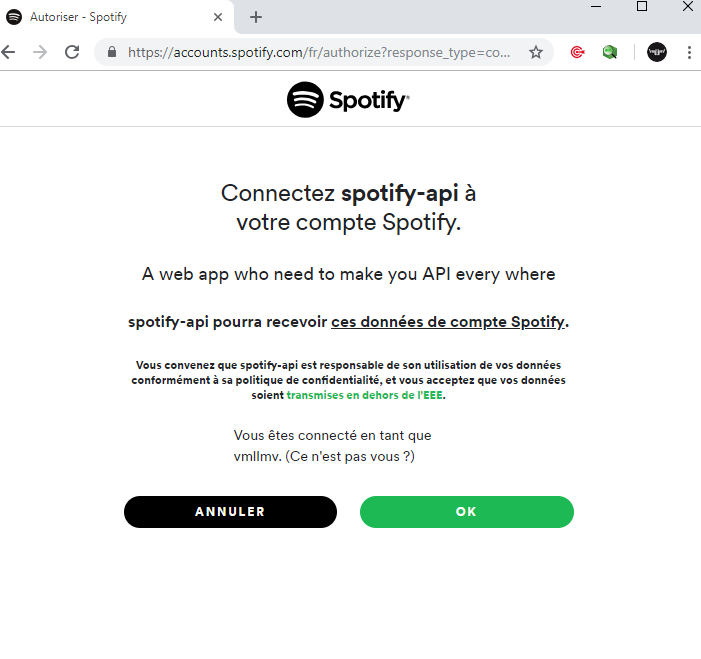 Autoriser - Spotify
https://accounts.spotify.com/fr/authorize?response_type=co...
Spotify®
Connectez spotify-api à
votre compte Spotify.
A web app who need to make you API every where
spotify-api pourra recevoir ces données de compte Spotify.
Vous convenez que spotify-api est responsable de son utilisation de vos données
conformément à sa politique de confidentialité, et vous acceptez que vos données
soient transmises en dehors de l'EEE.
Vous êtes connecté en tant que
vmllmv. (Ce n'est pas vous ?)
ANNULER OK